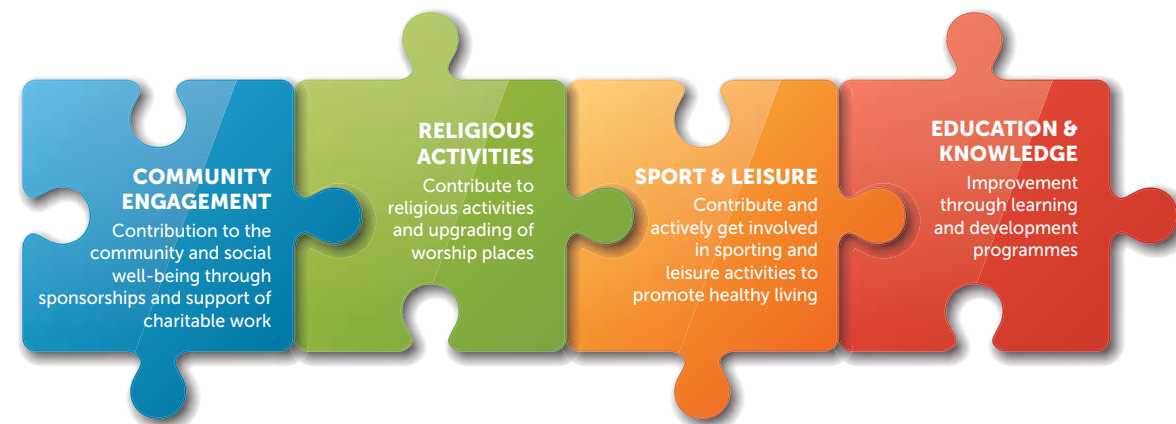 COMMUNITY
ENGAGEMENT
Contribution to the
community and social
well-being through
sponsorships and support of
charitable work
RELIGIOUS
ACTIVITIES
Contribute to
religious activities
and upgrading of
worship places
SPORT & LEISURE
Contribute and
actively get involved
in sporting and
leisure activities to
promote healthy living
EDUCATION &
KNOWLEDGE
Improvement
through learning
and development
programmes